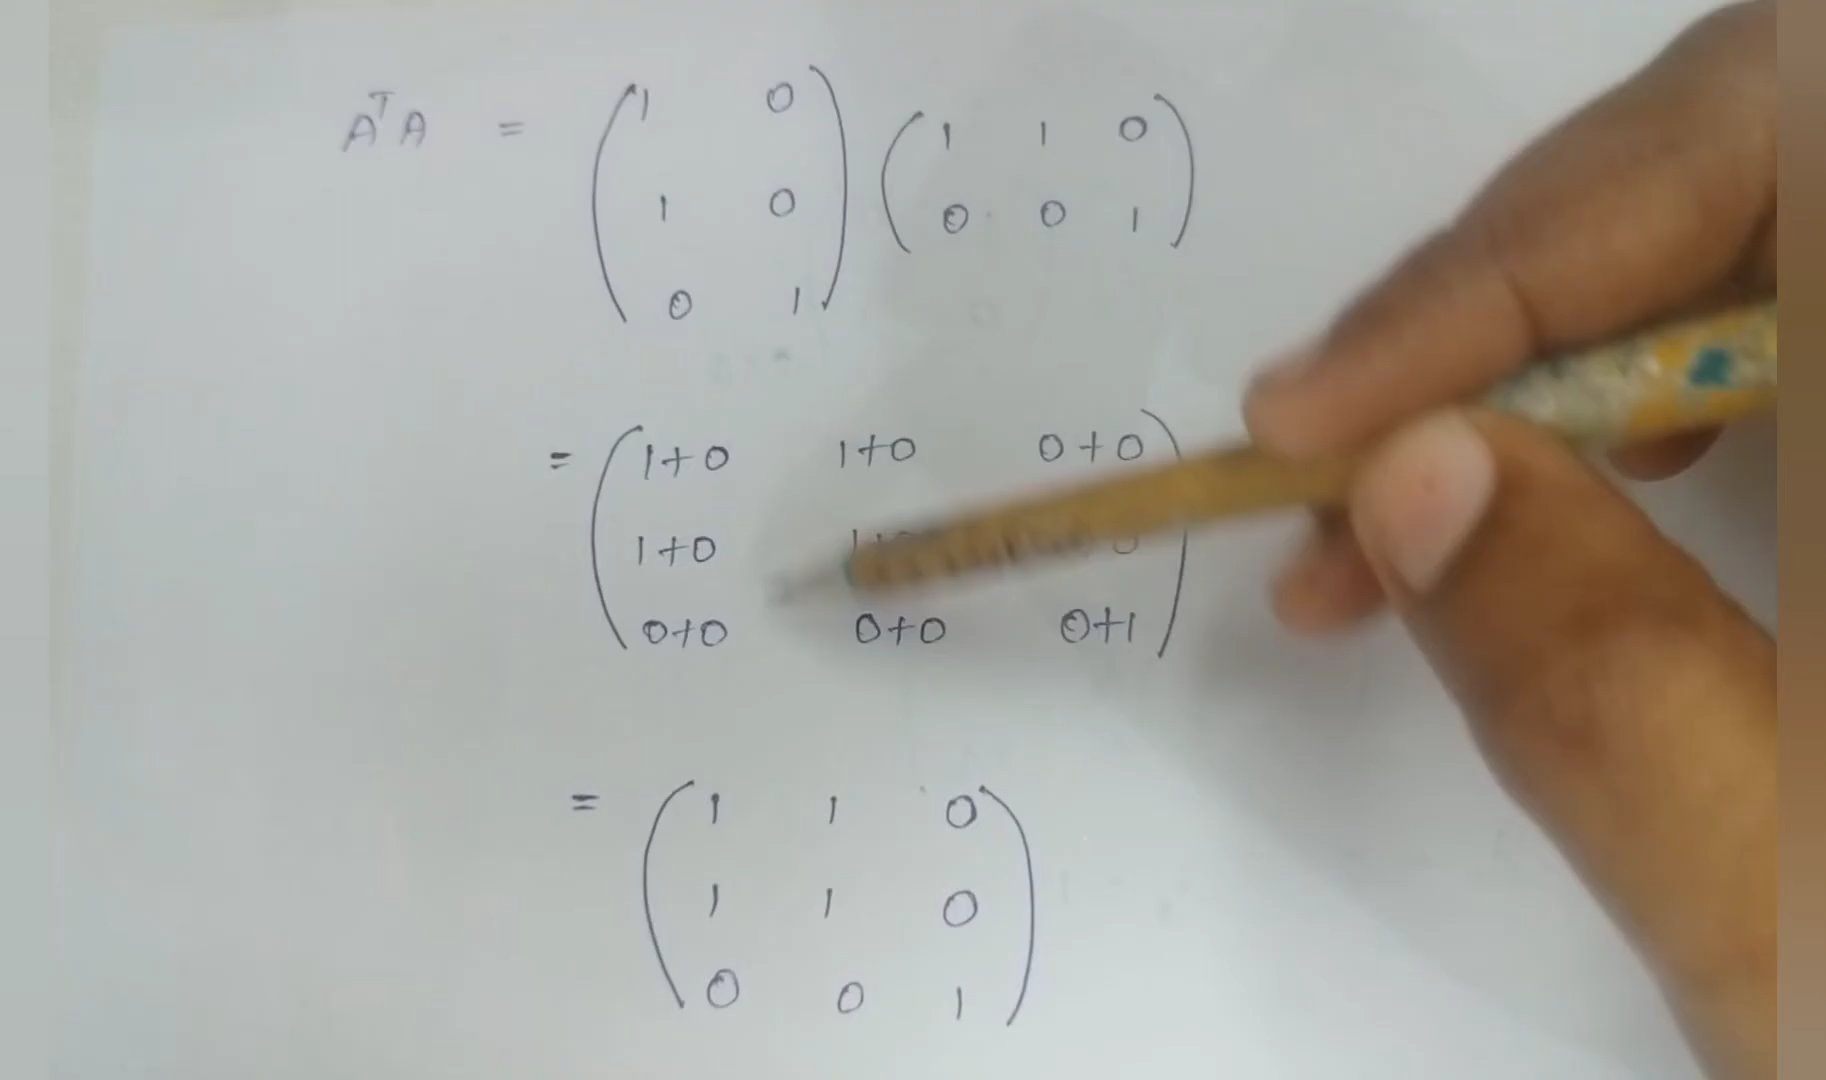 AᵀA = ( 1 0 ) ( 1 1 0 )
1 0 0 0 1
0 1
= ( 1+0 1+0 0+0 )
1+0
0+0 0+0 0+1
= ( 1 1 0 )
1 1 0
0 0 1